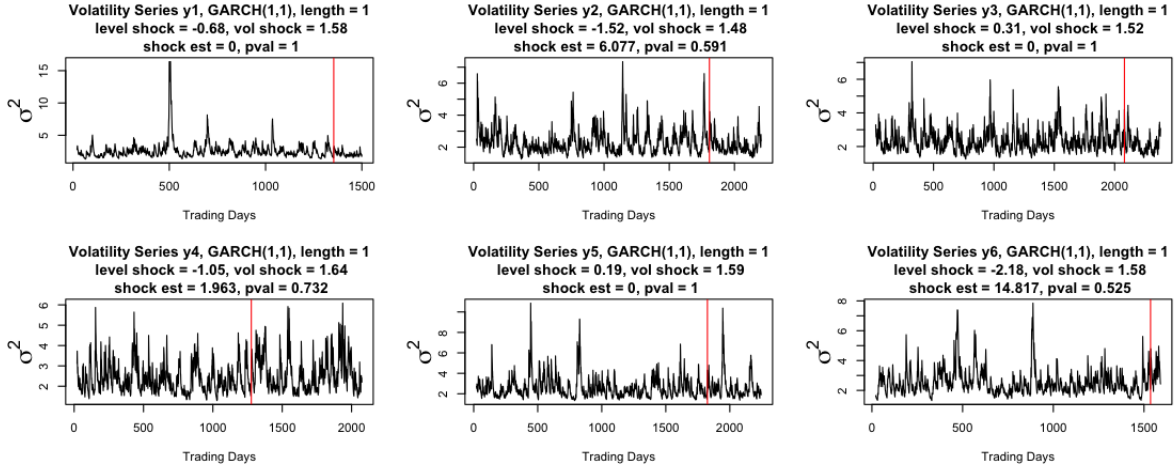 Volatility Series y1, GARCH(1,1), length = 1
level shock = -0.68, vol shock = 1.58
shock est = 0, pval = 1
σ²
15
10
5
0 500 1000 1500
Trading Days
Volatility Series y2, GARCH(1,1), length = 1
level shock = -1.52, vol shock = 1.48
shock est = 6.077, pval = 0.591
σ²
6
4
2
0 500 1000 1500 2000
Trading Days
Volatility Series y3, GARCH(1,1), length = 1
level shock = 0.31, vol shock = 1.52
shock est = 0, pval = 1
σ²
6
4
2
0 500 1000 1500 2000
Trading Days
Volatility Series y4, GARCH(1,1), length = 1
level shock = -1.05, vol shock = 1.64
shock est = 1.963, pval = 0.732
σ²
6
5
4
3
2
0 500 1000 1500 2000
Trading Days
Volatility Series y5, GARCH(1,1), length = 1
level shock = 0.19, vol shock = 1.59
shock est = 0, pval = 1
σ²
8
6
4
2
0 500 1000 1500 2000
Trading Days
Volatility Series y6, GARCH(1,1), length = 1
level shock = -2.18, vol shock = 1.58
shock est = 14.817, pval = 0.525
σ²
8
6
4
2
0 500 1000 1500
Trading Days